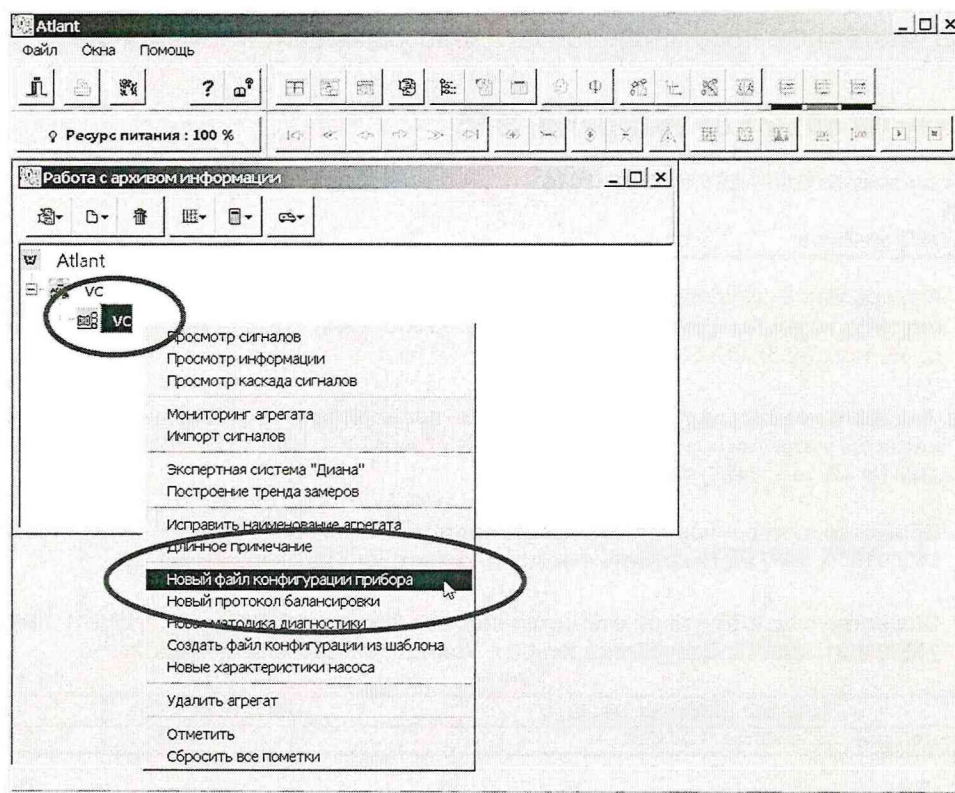 Atlant
Файл Окна Помощь
Ресурс питания : 100 %
Работа с архивом информации
Atlant
VC
VC
Просмотр сигналов
Просмотр информации
Просмотр каскада сигналов
Мониторинг агрегата
Импорт сигналов
Экспертная система "Диана"
Построение тренда замеров
Исправить наименование агрегата
Длинное примечание
Новый файл конфигурации прибора
Новый протокол балансировки
Новая методика диагностики
Создать файл конфигурации из шаблона
Новые характеристики насоса
Удалить агрегат
Отметить
Сбросить все пометки